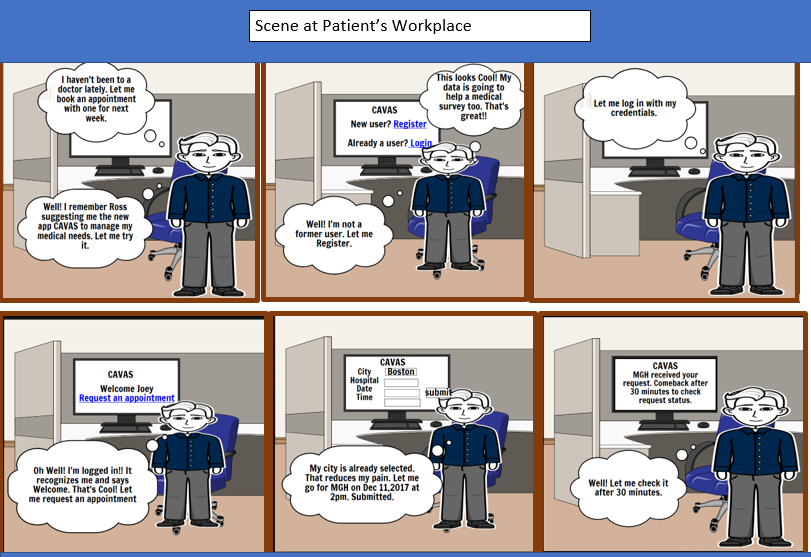 Scene at Patient's Workplace
I haven't been to a
doctor lately. Let me
book an appointment
with one for next
week.
Well! I remember Ross
suggesting me the new
app CAVAS to manage my
medical needs. Let me try
it.
This looks Cool! My
data is going to
help a medical
survey too. That's
great!!
CAVAS
New user? Register
Already a user? Login
Well! I'm not a
former user. Let me
Register.
Let me log in with my
credentials.
CAVAS
Welcome Joey
Request an appointment
Oh Well! I'm logged in!! It
recognizes me and says
Welcome. That's Cool! Let
me request an appointment
CAVAS
City Boston
Hospital
Date
Time
submit
My city is already selected.
That reduces my pain. Let me
go for MGH on Dec 11,2017 at
2pm. Submitted.
CAVAS
MGH received your
request. Comeback after
30 minutes to check
request status.
Well! Let me check it
after 30 minutes.